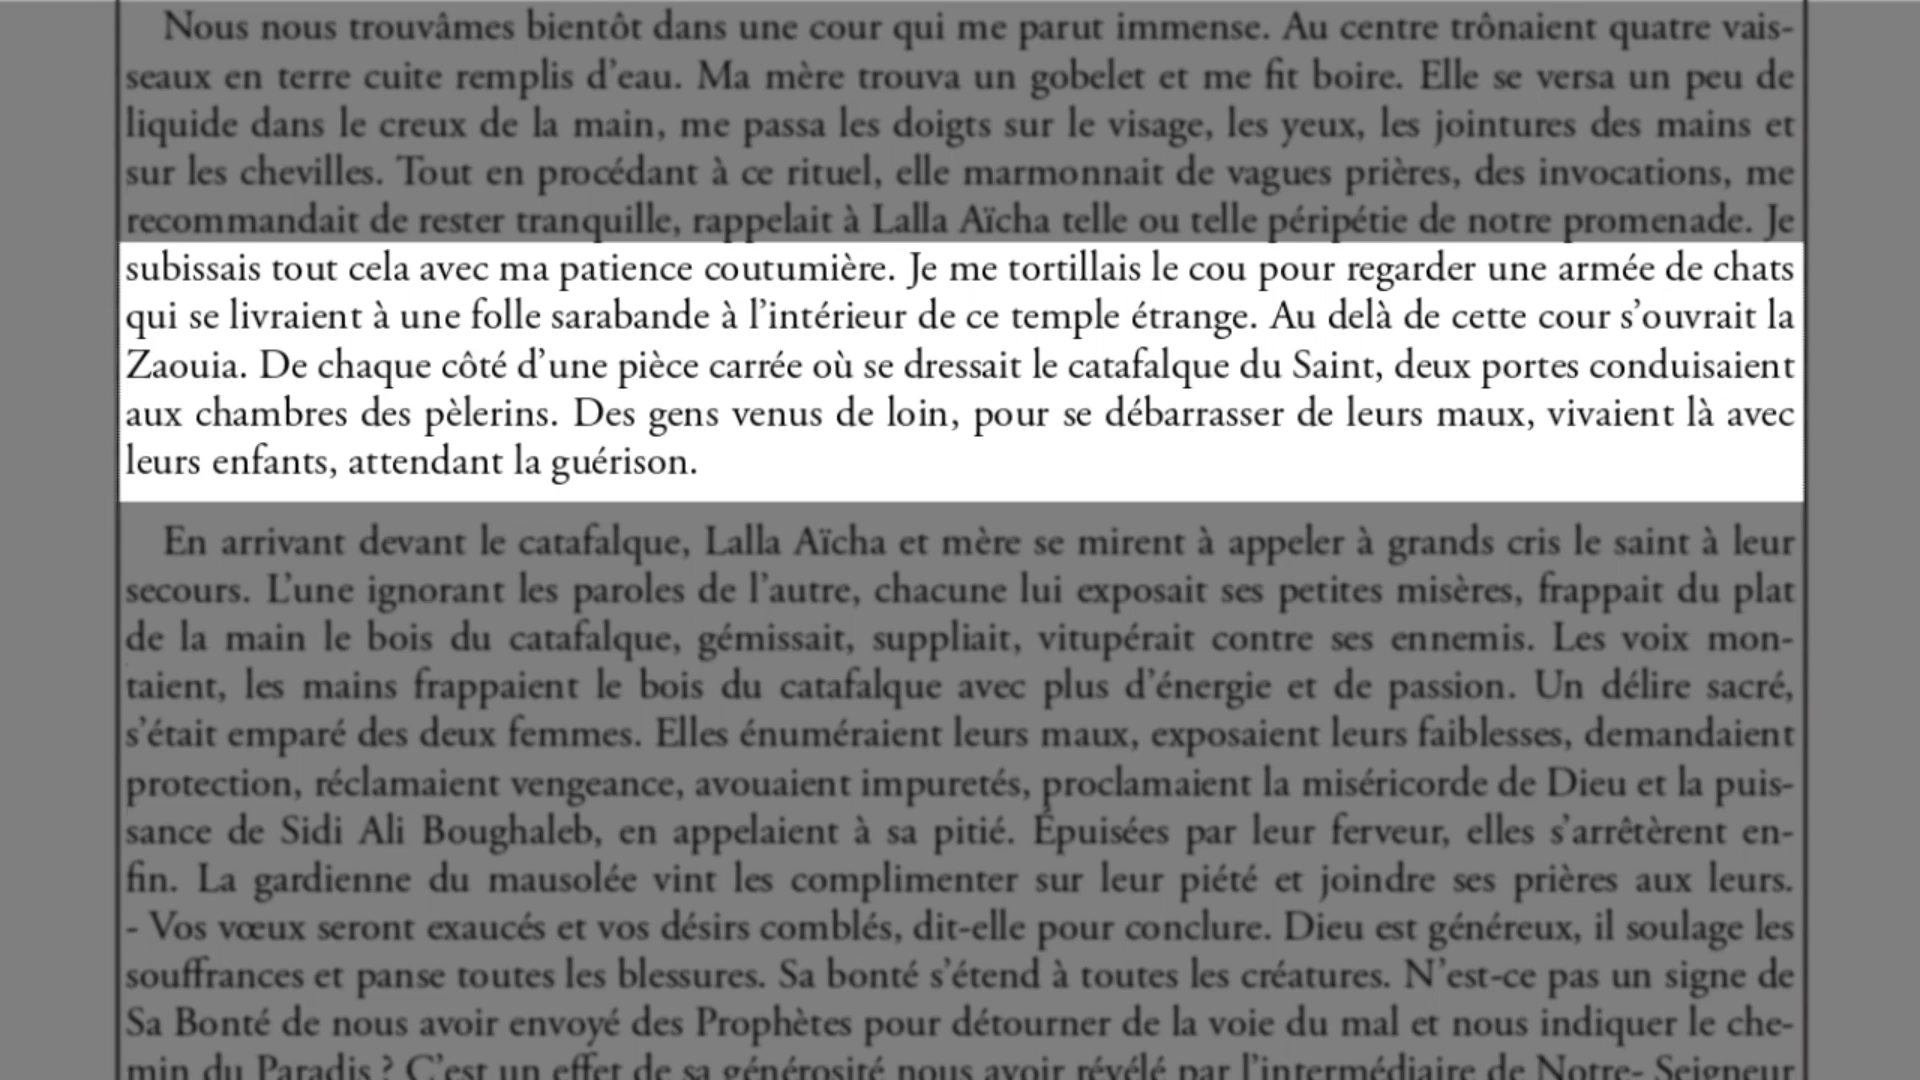 Nous nous trouvâmes bientôt dans une cour qui me parut immense. Au centre trônaient quatre vais-
seaux en terre cuite remplis d’eau. Ma mère trouva un gobelet et me fit boire. Elle se versa un peu de
liquide dans le creux de la main, me passa les doigts sur le visage, les yeux, les jointures des mains et
sur les chevilles. Tout en procédant à ce rituel, elle marmonnait de vagues prières, des invocations, me
recommandait de rester tranquille, rappelait à Lalla Aïcha telle ou telle péripétie de notre promenade. Je
subissais tout cela avec ma patience coutumière. Je me tortillais le cou pour regarder une armée de chats
qui se livraient à une folle sarabande à l’intérieur de ce temple étrange. Au delà de cette cour s’ouvrait la
Zaouia. De chaque côté d’une pièce carrée où se dressait le catafalque du Saint, deux portes conduisaient
aux chambres des pèlerins. Des gens venus de loin, pour se débarrasser de leurs maux, vivaient là avec
leurs enfants, attendant la guérison.
En arrivant devant le catafalque, Lalla Aïcha et mère se mirent à appeler à grands cris le saint à leur
secours. L’une ignorant les paroles de l’autre, chacune lui exposait ses petites misères, frappait du plat
de la main le bois du catafalque, gémissait, suppliait, vitupérait contre ses ennemis. Les voix mon-
taient, les mains frappaient le bois du catafalque avec plus d’énergie et de passion. Un délire sacré,
s’était emparé des deux femmes. Elles énuméraient leurs maux, exposaient leurs faiblesses, demandaient
protection, réclamaient vengeance, avouaient impuretés, proclamaient la miséricorde de Dieu et la puis-
sance de Sidi Ali Boughaleb, en appelaient à sa pitié. Épuisées par leur ferveur, elles s’arrêtèrent en-
fin. La gardienne du mausolée vint les complimenter sur leur piété et joindre ses prières aux leurs.
- Vos vœux seront exaucés et vos désirs comblés, dit-elle pour conclure. Dieu est généreux, il soulage les
souffrances et panse toutes les blessures. Sa bonté s’étend à toutes les créatures. N’est-ce pas un signe de
Sa Bonté de nous avoir envoyé des Prophètes pour détourner de la voie du mal et nous indiquer le che-
min du Paradis ? C’est un effet de sa générosité nous avoir révélé par l’intermédiaire de Notre- Seigneur